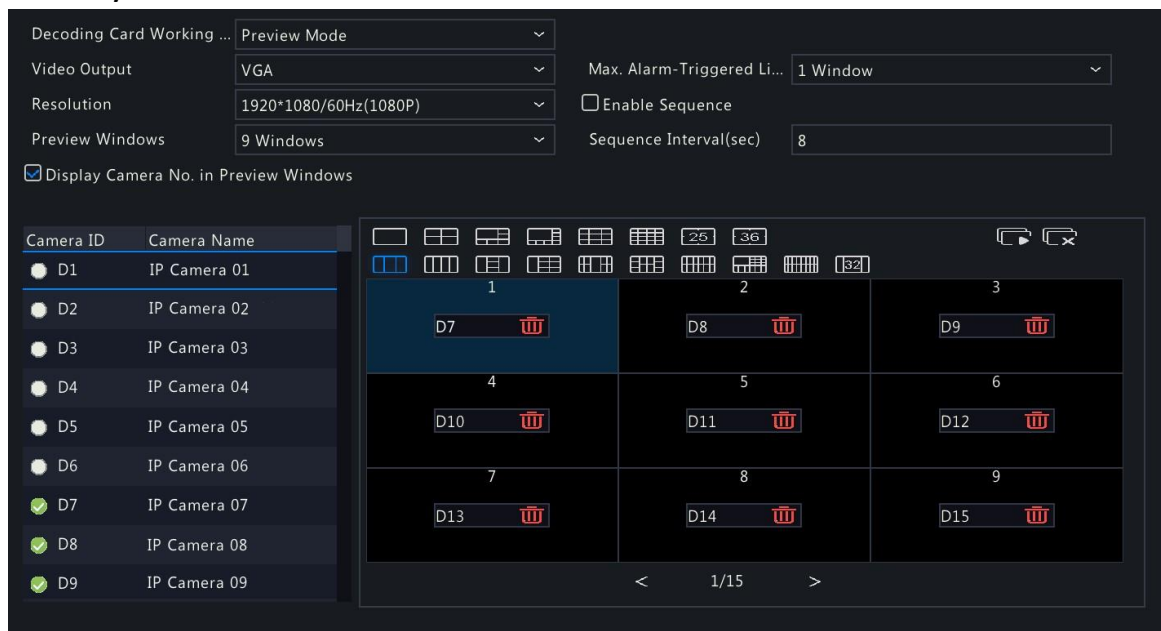 Decoding Card Working ... Preview Mode
Video Output VGA Max. Alarm-Triggered Li... 1 Window
Resolution 1920*1080/60Hz(1080P) Enable Sequence
Preview Windows 9 Windows Sequence Interval(sec) 8
Display Camera No. in Preview Windows
Camera ID Camera Name
D1 IP Camera 01
D2 IP Camera 02
D3 IP Camera 03
D4 IP Camera 04
D5 IP Camera 05
D6 IP Camera 06
D7 IP Camera 07
D8 IP Camera 08
D9 IP Camera 09
25 36
32
1 2 3
D7 D8 D9
4 5 6
D10 D11 D12
7 8 9
D13 D14 D15
< 1/15 >